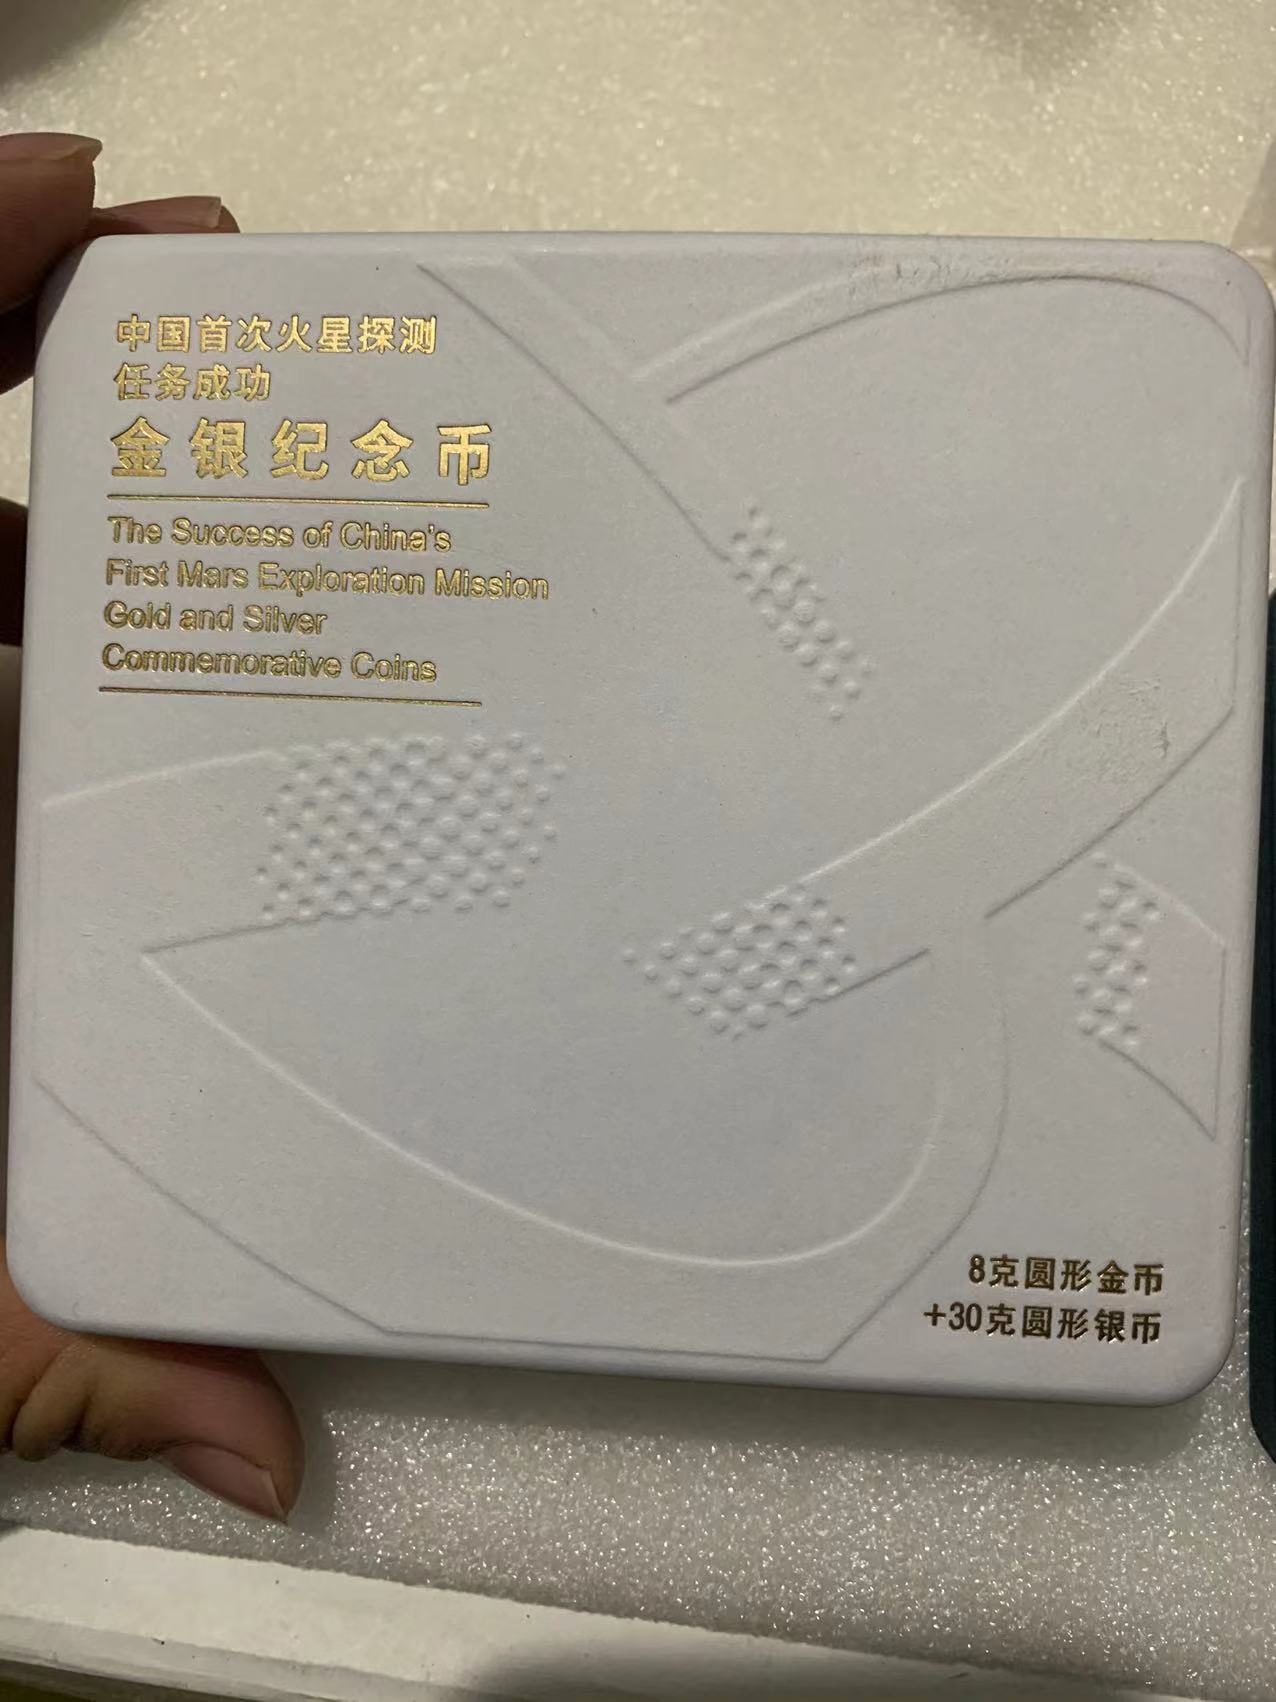 中国首次火星探测
任务成功
金银纪念币
The Success of China's
First Mars Exploration Mission
Gold and Silver
Commemorative Coins
8克圆形金币
+30克圆形银币